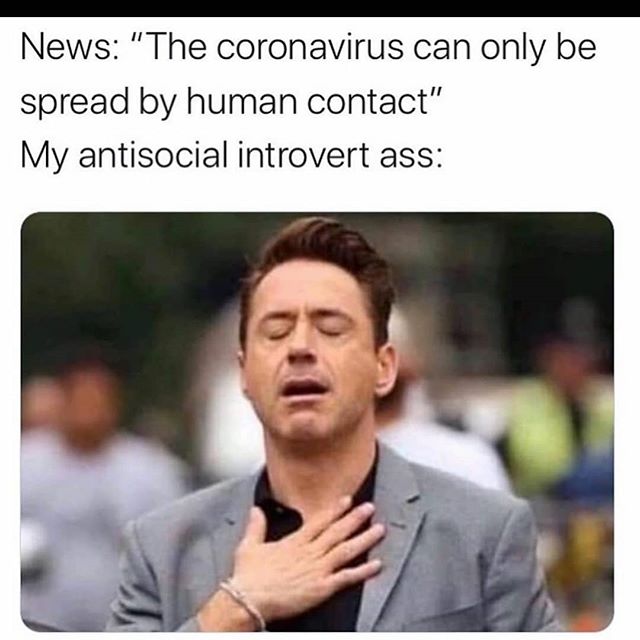 News: “The coronavirus can only be
spread by human contact”
My antisocial introvert ass: